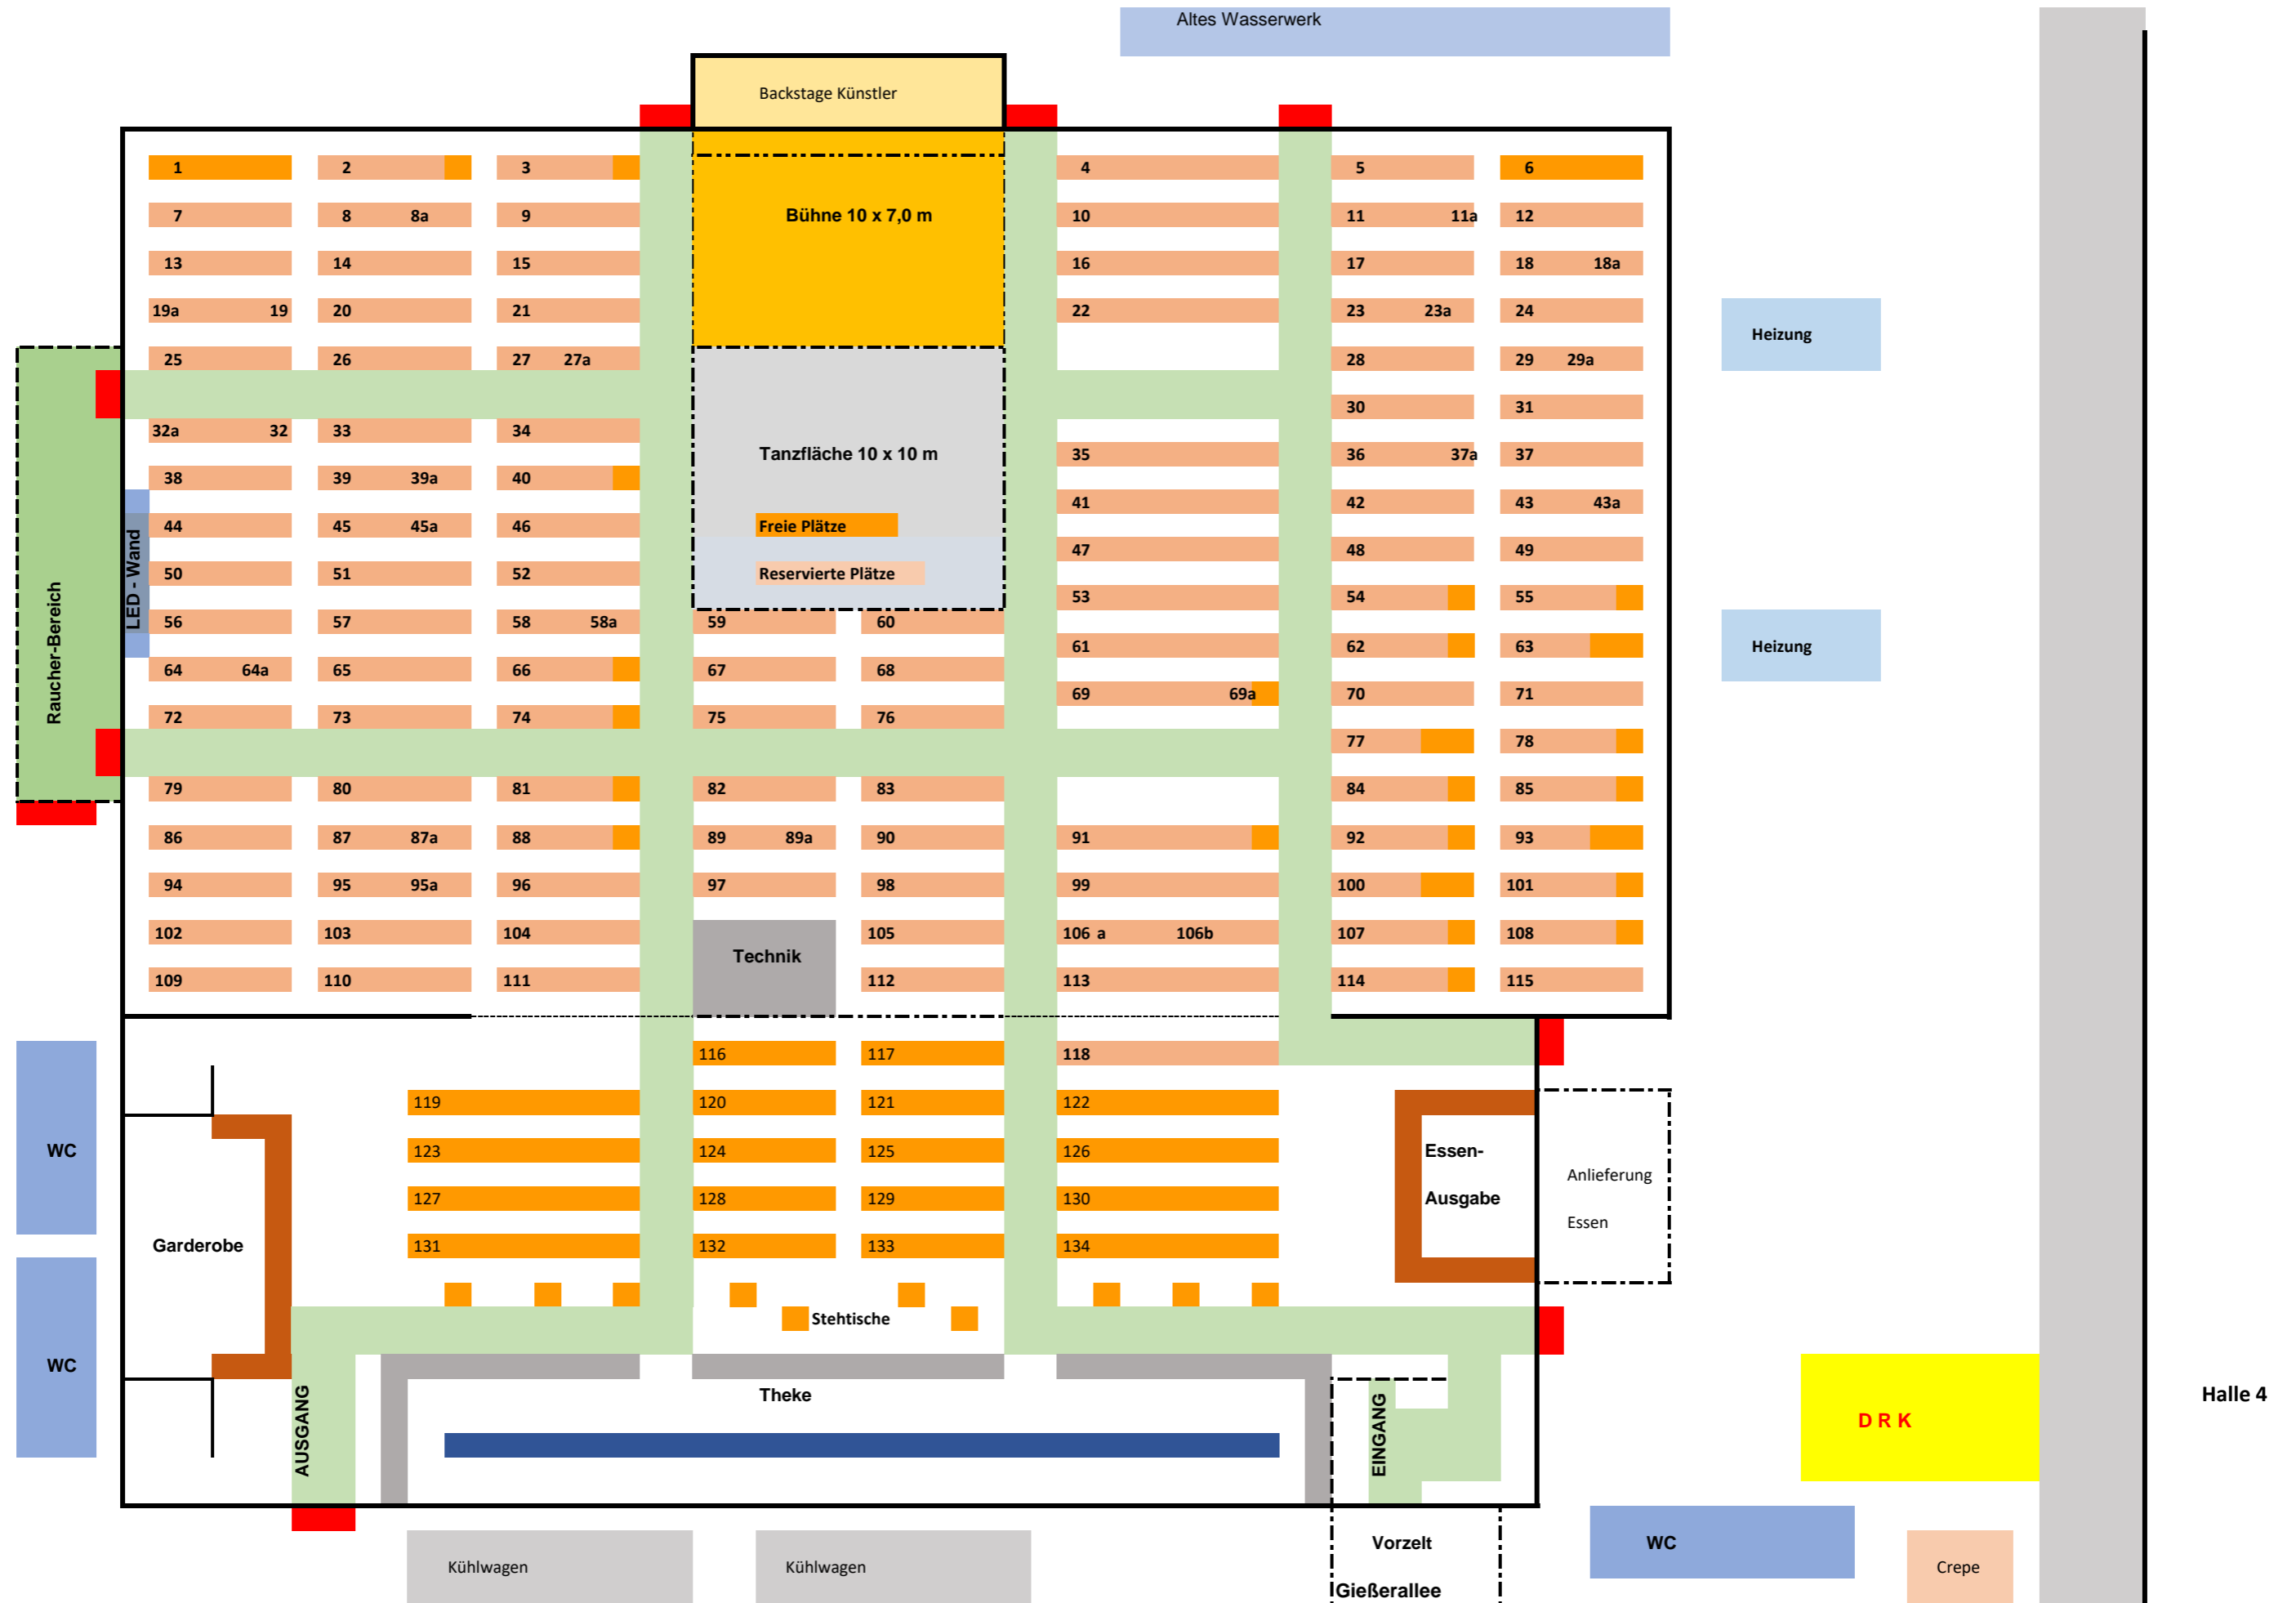 Altes Wasserwerk
Backstage Künstler
1 2 3 4 5 6
7 8 8a 9 Bühne 10 x 7,0 m 10 11 11a 12
13 14 15 16 17 18 18a
19a 19 20 21 22 23 23a 24
Heizung
25 26 27 27a 28 29 29a
30 31
32a 32 33 34
Tanzfläche 10 x 10 m 35 36 37a 37
38 39 39a 40
41 42 43 43a
44 45 45a 46 Freie Plätze
47 48 49
50 51 52 Reservierte Plätze
LED - Wand
53 54 55
56 57 58 58a 59 60
Raucher-Bereich
61 62 63 Heizung
64 64a 65 66 67 68
69 69a 70 71
72 73 74 75 76
77 78
79 80 81 82 83 84 85
86 87 87a 88 89 89a 90 91 92 93
94 95 95a 96 97 98 99 100 101
102 103 104 105 106 a 106b 107 108
Technik
109 110 111 112 113 114 115
116 117 118
119 120 121 122
WC 123 124 125 126 Essen-
Anlieferung
127 128 129 130 Ausgabe
Essen
Garderobe 131 132 133 134
Stehtische
WC
AUSGANG
Theke
EINGANG
Halle 4
D R K
Vorzelt
WC
Kühlwagen Kühlwagen Crepe
Gießerallee